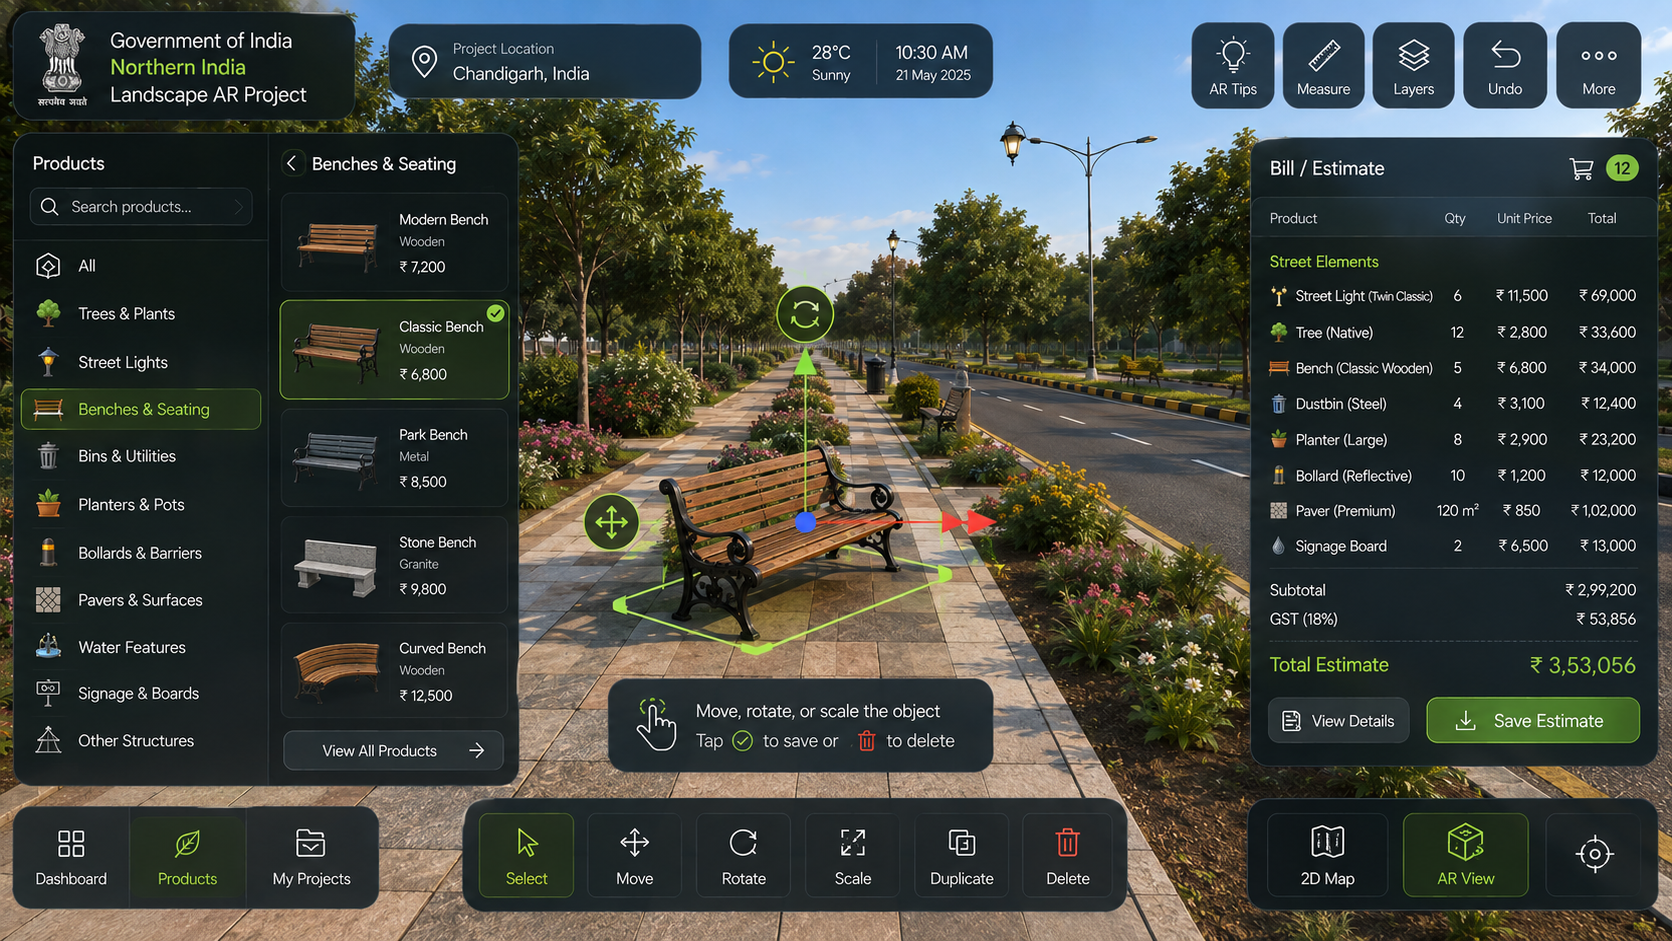 सत्यमेव जयते
Government of India
Northern India
Landscape AR Project
Project Location
Chandigarh, India
28°C
Sunny
10:30 AM
21 May 2025
AR Tips
Measure
Layers
Undo
More
Products
Search products...
All
Trees & Plants
Street Lights
Benches & Seating
Bins & Utilities
Planters & Pots
Bollards & Barriers
Pavers & Surfaces
Water Features
Signage & Boards
Other Structures
Benches & Seating
Modern Bench
Wooden
₹ 7,200
Classic Bench
Wooden
₹ 6,800
Park Bench
Metal
₹ 8,500
Stone Bench
Granite
₹ 9,800
Curved Bench
Wooden
₹ 12,500
View All Products
Move, rotate, or scale the object
Tap to save or to delete
Bill / Estimate 12
Product Qty Unit Price Total
Street Elements
Street Light (Twin Classic) 6 ₹ 11,500 ₹ 69,000
Tree (Native) 12 ₹ 2,800 ₹ 33,600
Bench (Classic Wooden) 5 ₹ 6,800 ₹ 34,000
Dustbin (Steel) 4 ₹ 3,100 ₹ 12,400
Planter (Large) 8 ₹ 2,900 ₹ 23,200
Bollard (Reflective) 10 ₹ 1,200 ₹ 12,000
Paver (Premium) 120 m² ₹ 850 ₹ 1,02,000
Signage Board 2 ₹ 6,500 ₹ 13,000
Subtotal ₹ 2,99,200
GST (18%) ₹ 53,856
Total Estimate ₹ 3,53,056
View Details
Save Estimate
Dashboard
Products
My Projects
Select
Move
Rotate
Scale
Duplicate
Delete
2D Map
AR View